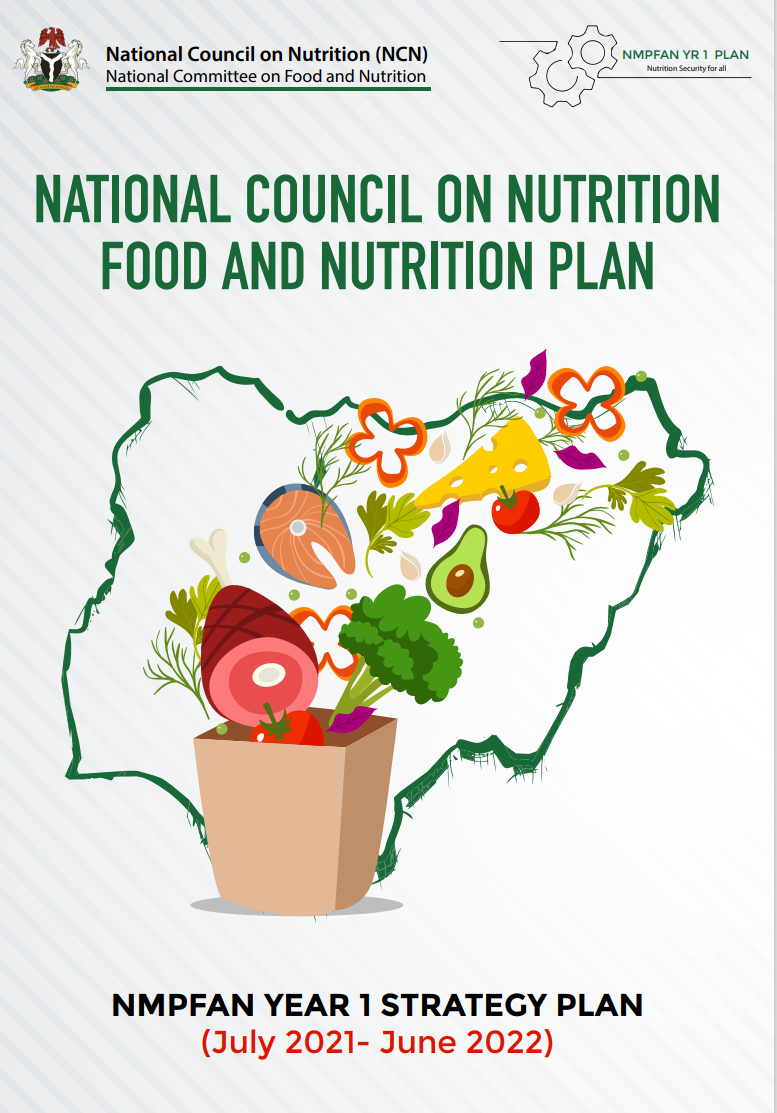 National Council on Nutrition (NCN)
National Committee on Food and Nutrition
NMPFAN YR 1 PLAN
Nutrition Security for all
NATIONAL COUNCIL ON NUTRITION
FOOD AND NUTRITION PLAN
NMPFAN YEAR 1 STRATEGY PLAN
(July 2021- June 2022)